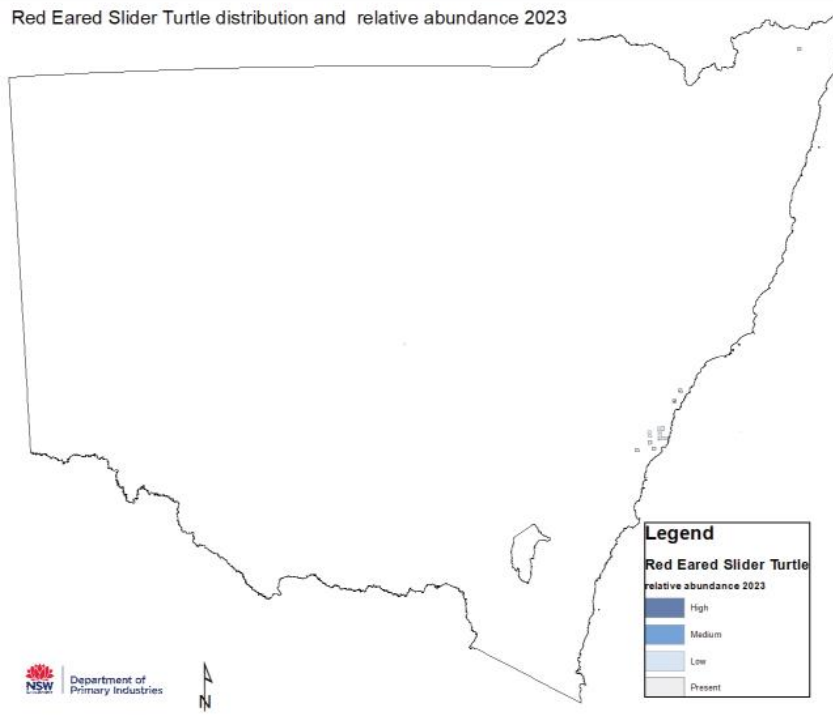 Red Eared Slider Turtle distribution and relative abundance 2023
Legend
Red Eared Slider Turtle
relative abundance 2023
High
Medium
Low
Present
NSW
Department of
Primary Industries
N